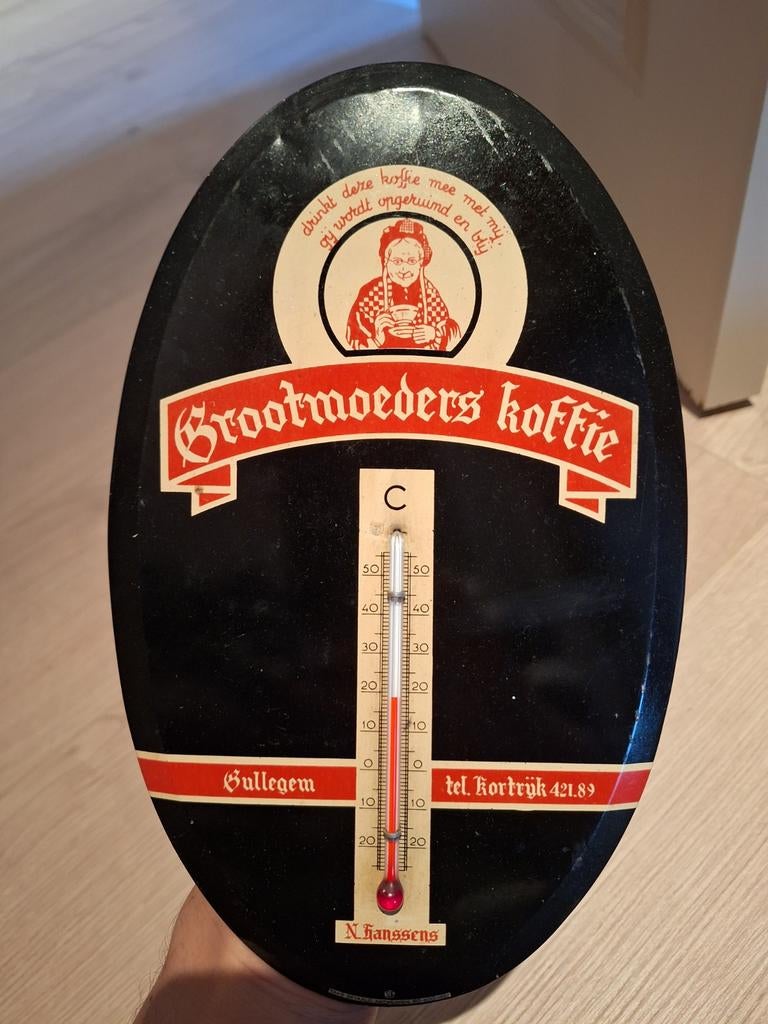 drinkt deze koffie mee met mij.
gij wordt opgeruimd en blij
Grootmoeders koffie
C
50 50
40 40
30 30
20 20
10 10
0 0
10 10
20 20
Gullegem tel. Kortrijk 421.89
N. Hanssens